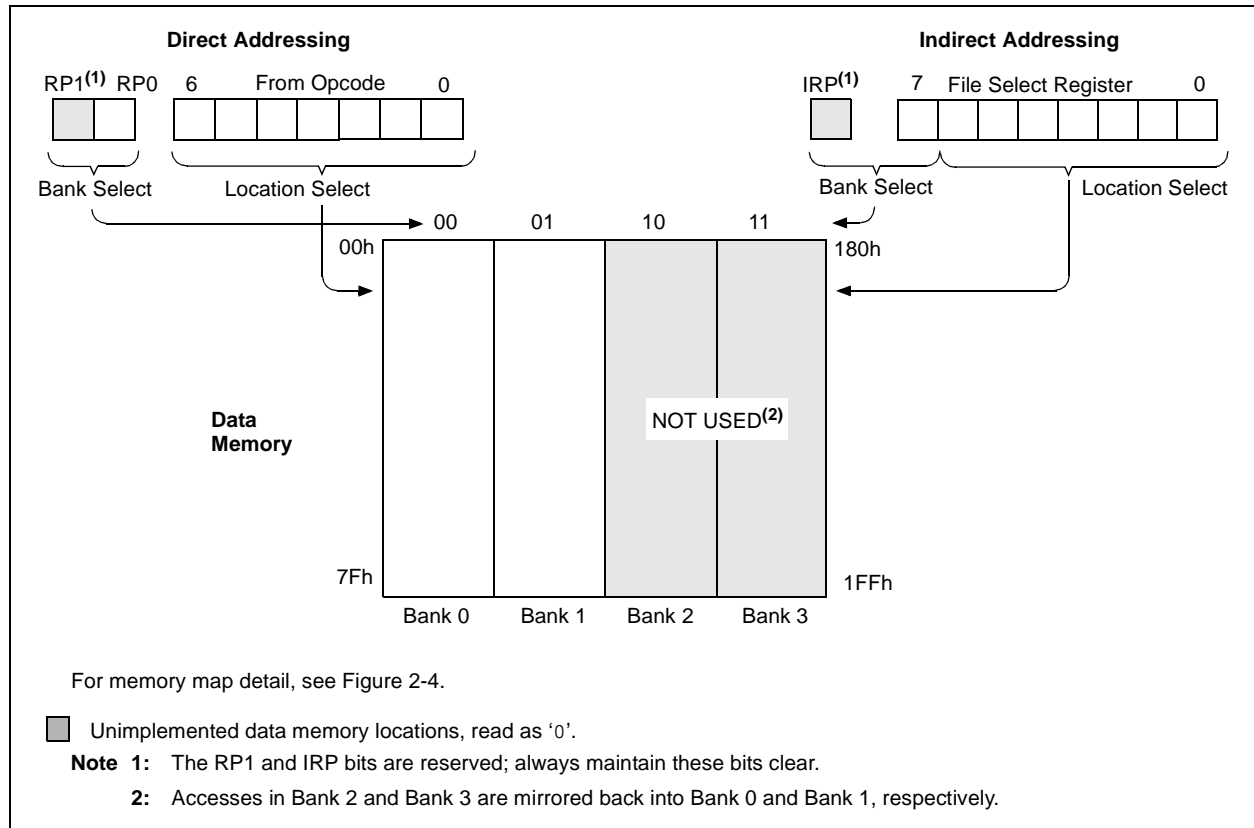 Direct Addressing
Indirect Addressing
RP1(1) RP0 6 From Opcode 0
IRP(1) 7 File Select Register 0
Bank Select Location Select
Bank Select Location Select
00 01 10 11
00h 180h
Data
Memory
NOT USED(2)
7Fh 1FFh
Bank 0 Bank 1 Bank 2 Bank 3
For memory map detail, see Figure 2-4.
Unimplemented data memory locations, read as ‘0’.
Note 1: The RP1 and IRP bits are reserved; always maintain these bits clear.
2: Accesses in Bank 2 and Bank 3 are mirrored back into Bank 0 and Bank 1, respectively.